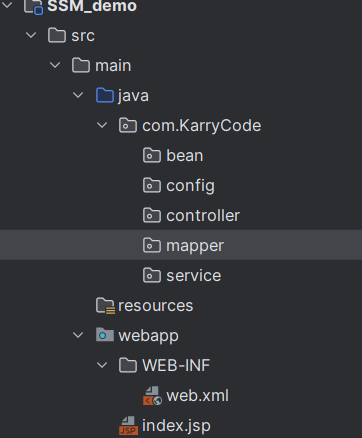 SSM_demo
src
main
java
com.KarryCode
bean
config
controller
mapper
service
resources
webapp
WEB-INF
web.xml
JSP index.jsp